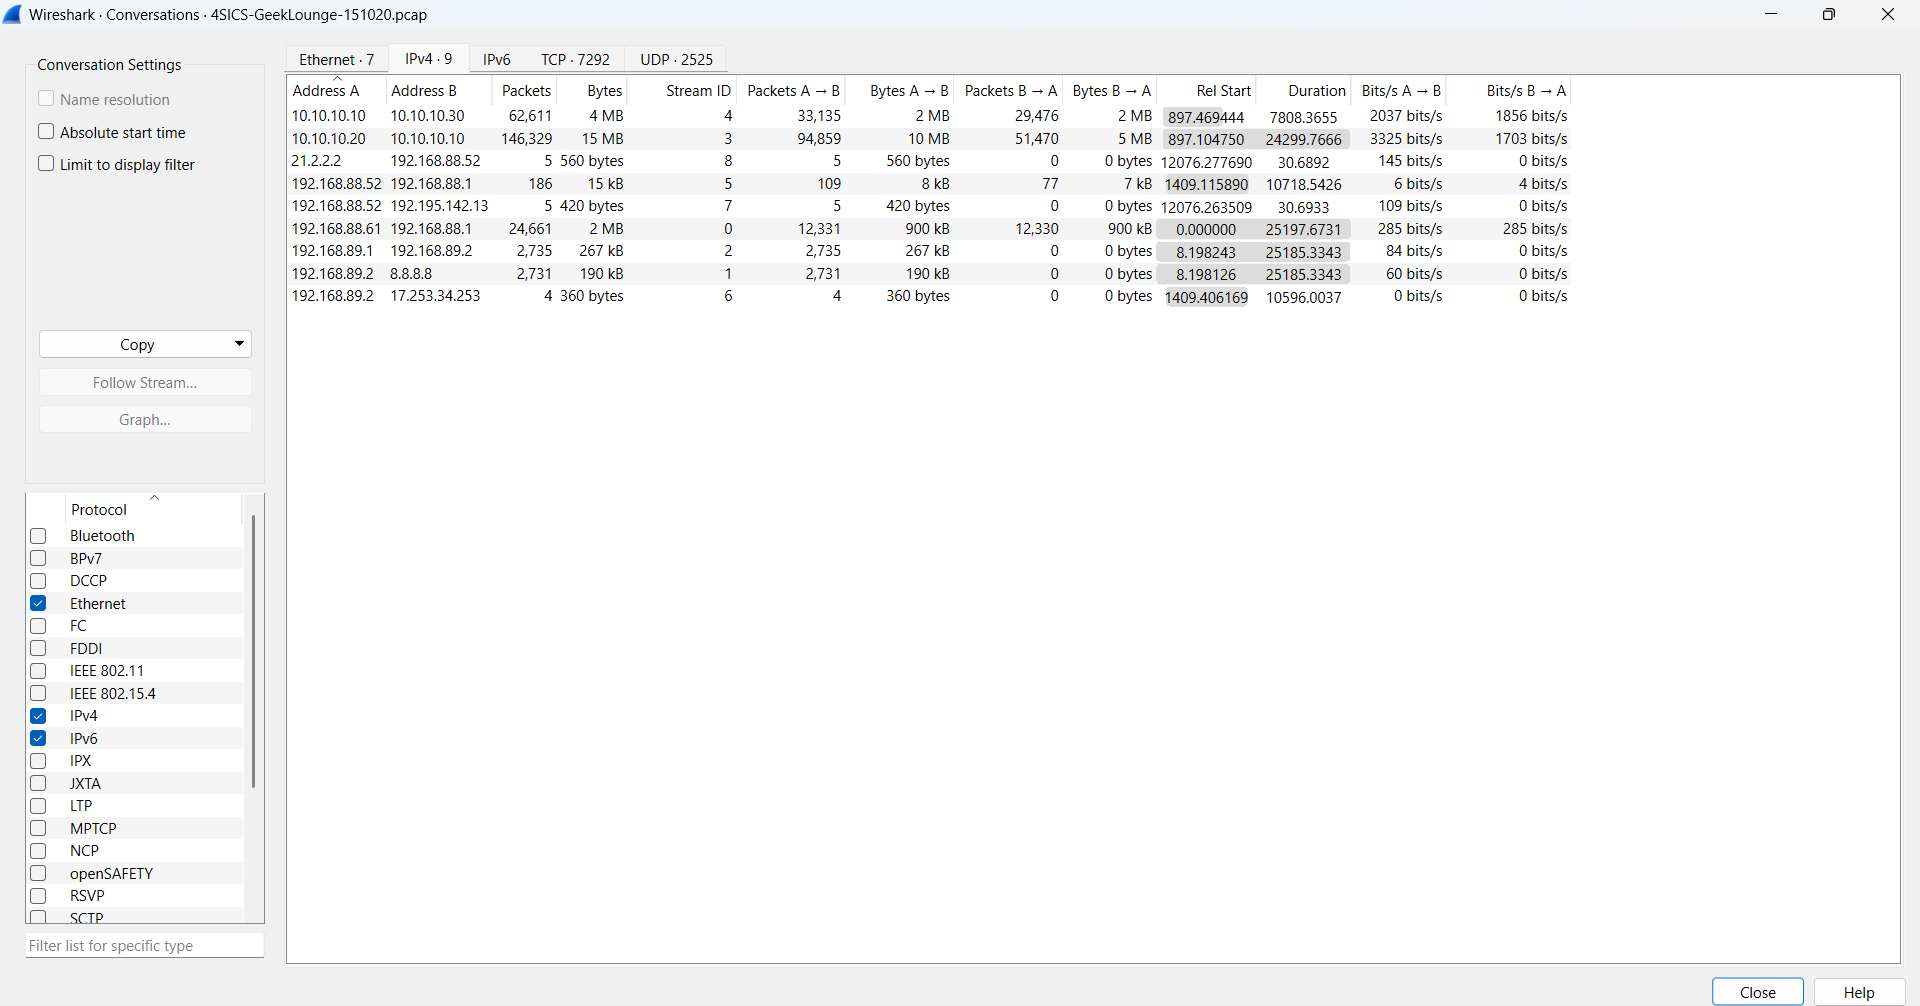 Wireshark · Conversations · 4SICS-GeekLounge-151020.pcap
Conversation Settings
Name resolution
Absolute start time
Limit to display filter
Copy
Follow Stream...
Graph...
Protocol
Bluetooth
BPv7
DCCP
Ethernet
FC
FDDI
IEEE 802.11
IEEE 802.15.4
IPv4
IPv6
IPX
JXTA
LTP
MPTCP
NCP
openSAFETY
RSVP
SCTP
Filter list for specific type
Ethernet · 7 IPv4 · 9 IPv6 TCP · 7292 UDP · 2525
Address A Address B Packets Bytes Stream ID Packets A → B Bytes A → B Packets B → A Bytes B → A Rel Start Duration Bits/s A → B Bits/s B → A
10.10.10.10 10.10.10.30 62,611 4 MB 4 33,135 2 MB 29,476 2 MB 897.469444 7808.3655 2037 bits/s 1856 bits/s
10.10.10.20 10.10.10.10 146,329 15 MB 3 94,859 10 MB 51,470 5 MB 897.104750 24299.7666 3325 bits/s 1703 bits/s
21.2.2.2 192.168.88.52 5 560 bytes 8 5 560 bytes 0 0 bytes 12076.277690 30.6892 145 bits/s 0 bits/s
192.168.88.52 192.168.88.1 186 15 kB 5 109 8 kB 77 7 kB 1409.115890 10718.5426 6 bits/s 4 bits/s
192.168.88.52 192.195.142.13 5 420 bytes 7 5 420 bytes 0 0 bytes 12076.263509 30.6933 109 bits/s 0 bits/s
192.168.88.61 192.168.88.1 24,661 2 MB 0 12,331 900 kB 12,330 900 kB 0.000000 25197.6731 285 bits/s 285 bits/s
192.168.89.1 192.168.89.2 2,735 267 kB 2 2,735 267 kB 0 0 bytes 8.198243 25185.3343 84 bits/s 0 bits/s
192.168.89.2 8.8.8.8 2,731 190 kB 1 2,731 190 kB 0 0 bytes 8.198126 25185.3343 60 bits/s 0 bits/s
192.168.89.2 17.253.34.253 4 360 bytes 6 4 360 bytes 0 0 bytes 1409.406169 10596.0037 0 bits/s 0 bits/s
Close
Help